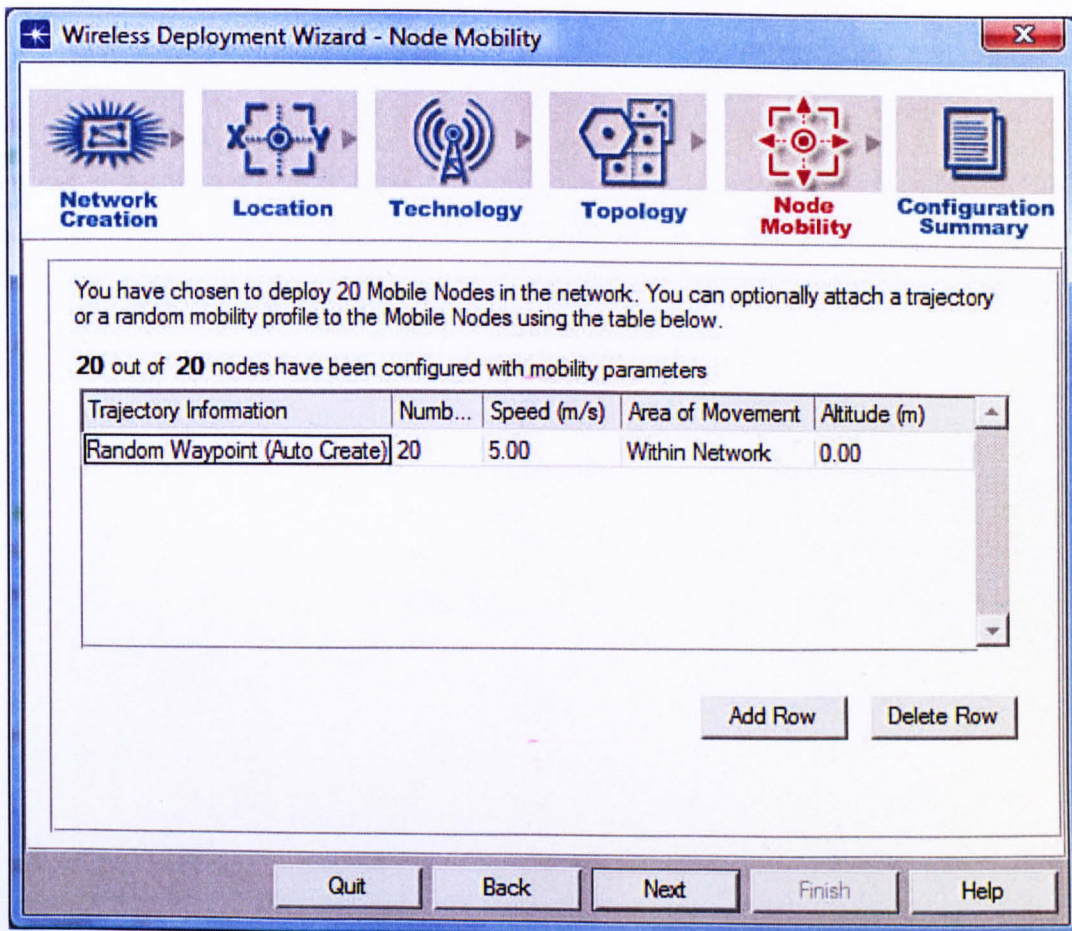 Wireless Deployment Wizard - Node Mobility
X
Y
Network
Creation
Location
Technology
Topology
Node
Mobility
Configuration
Summary
You have chosen to deploy 20 Mobile Nodes in the network. You can optionally attach a trajectory
or a random mobility profile to the Mobile Nodes using the table below.
20 out of 20 nodes have been configured with mobility parameters
Trajectory Information Numb... Speed (m/s) Area of Movement Altitude (m)
Random Waypoint (Auto Create) 20 5.00 Within Network 0.00
Add Row Delete Row
Quit Back Next Finish Help